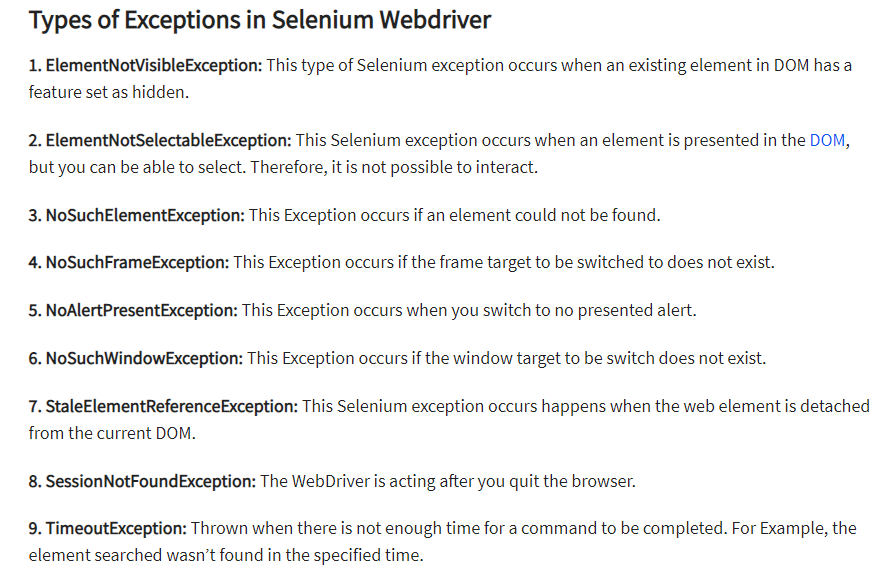 Types of Exceptions in Selenium Webdriver
1. ElementNotVisibleException: This type of Selenium exception occurs when an existing element in DOM has a
feature set as hidden.
2. ElementNotSelectableException: This Selenium exception occurs when an element is presented in the DOM,
but you can be able to select. Therefore, it is not possible to interact.
3. NoSuchElementException: This Exception occurs if an element could not be found.
4. NoSuchFrameException: This Exception occurs if the frame target to be switched to does not exist.
5. NoAlertPresentException: This Exception occurs when you switch to no presented alert.
6. NoSuchWindowException: This Exception occurs if the window target to be switch does not exist.
7. StaleElementReferenceException: This Selenium exception occurs happens when the web element is detached
from the current DOM.
8. SessionNotFoundException: The WebDriver is acting after you quit the browser.
9. TimeoutException: Thrown when there is not enough time for a command to be completed. For Example, the
element searched wasn’t found in the specified time.